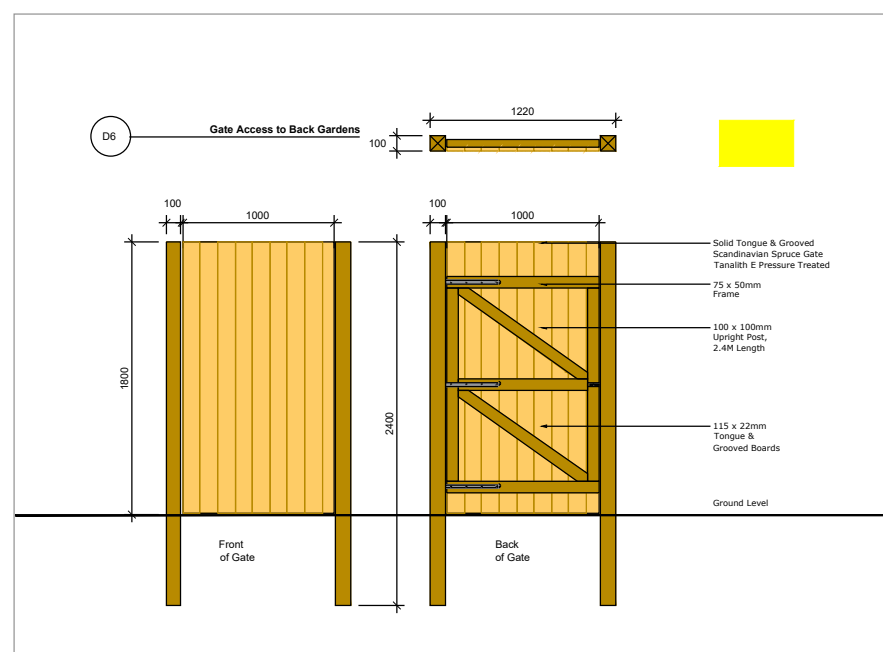 D6
Gate Access to Back Gardens
1220
100
100
1000
100
1000
1800
2400
Solid Tongue & Grooved
Scandinavian Spruce Gate
Tanalith E Pressure Treated
75 x 50mm
Frame
100 x 100mm
Upright Post,
2.4M Length
115 x 22mm
Tongue &
Grooved Boards
Ground Level
Front
of Gate
Back
of Gate